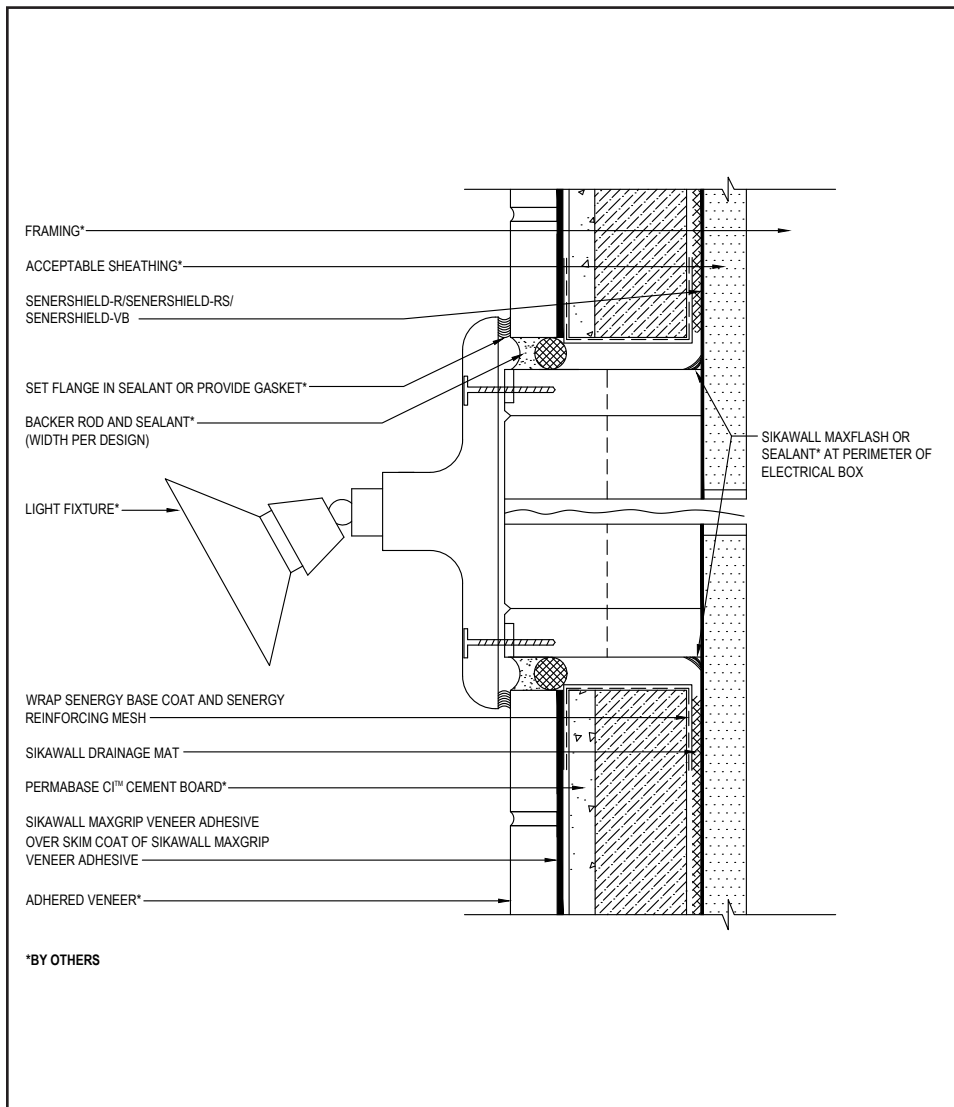 FRAMING*
ACCEPTABLE SHEATHING*
SENERSHIELD-R/SENERSHIELD-RS/
SENERSHIELD-VB
SET FLANGE IN SEALANT OR PROVIDE GASKET*
BACKER ROD AND SEALANT*
(WIDTH PER DESIGN)
SIKAWALL MAXFLASH OR
SEALANT* AT PERIMETER OF
ELECTRICAL BOX
LIGHT FIXTURE*
WRAP SENERGY BASE COAT AND SENERGY
REINFORCING MESH
SIKAWALL DRAINAGE MAT
PERMABASE CI™ CEMENT BOARD*
SIKAWALL MAXGRIP VENEER ADHESIVE
OVER SKIM COAT OF SIKAWALL MAXGRIP
VENEER ADHESIVE
ADHERED VENEER*
*BY OTHERS